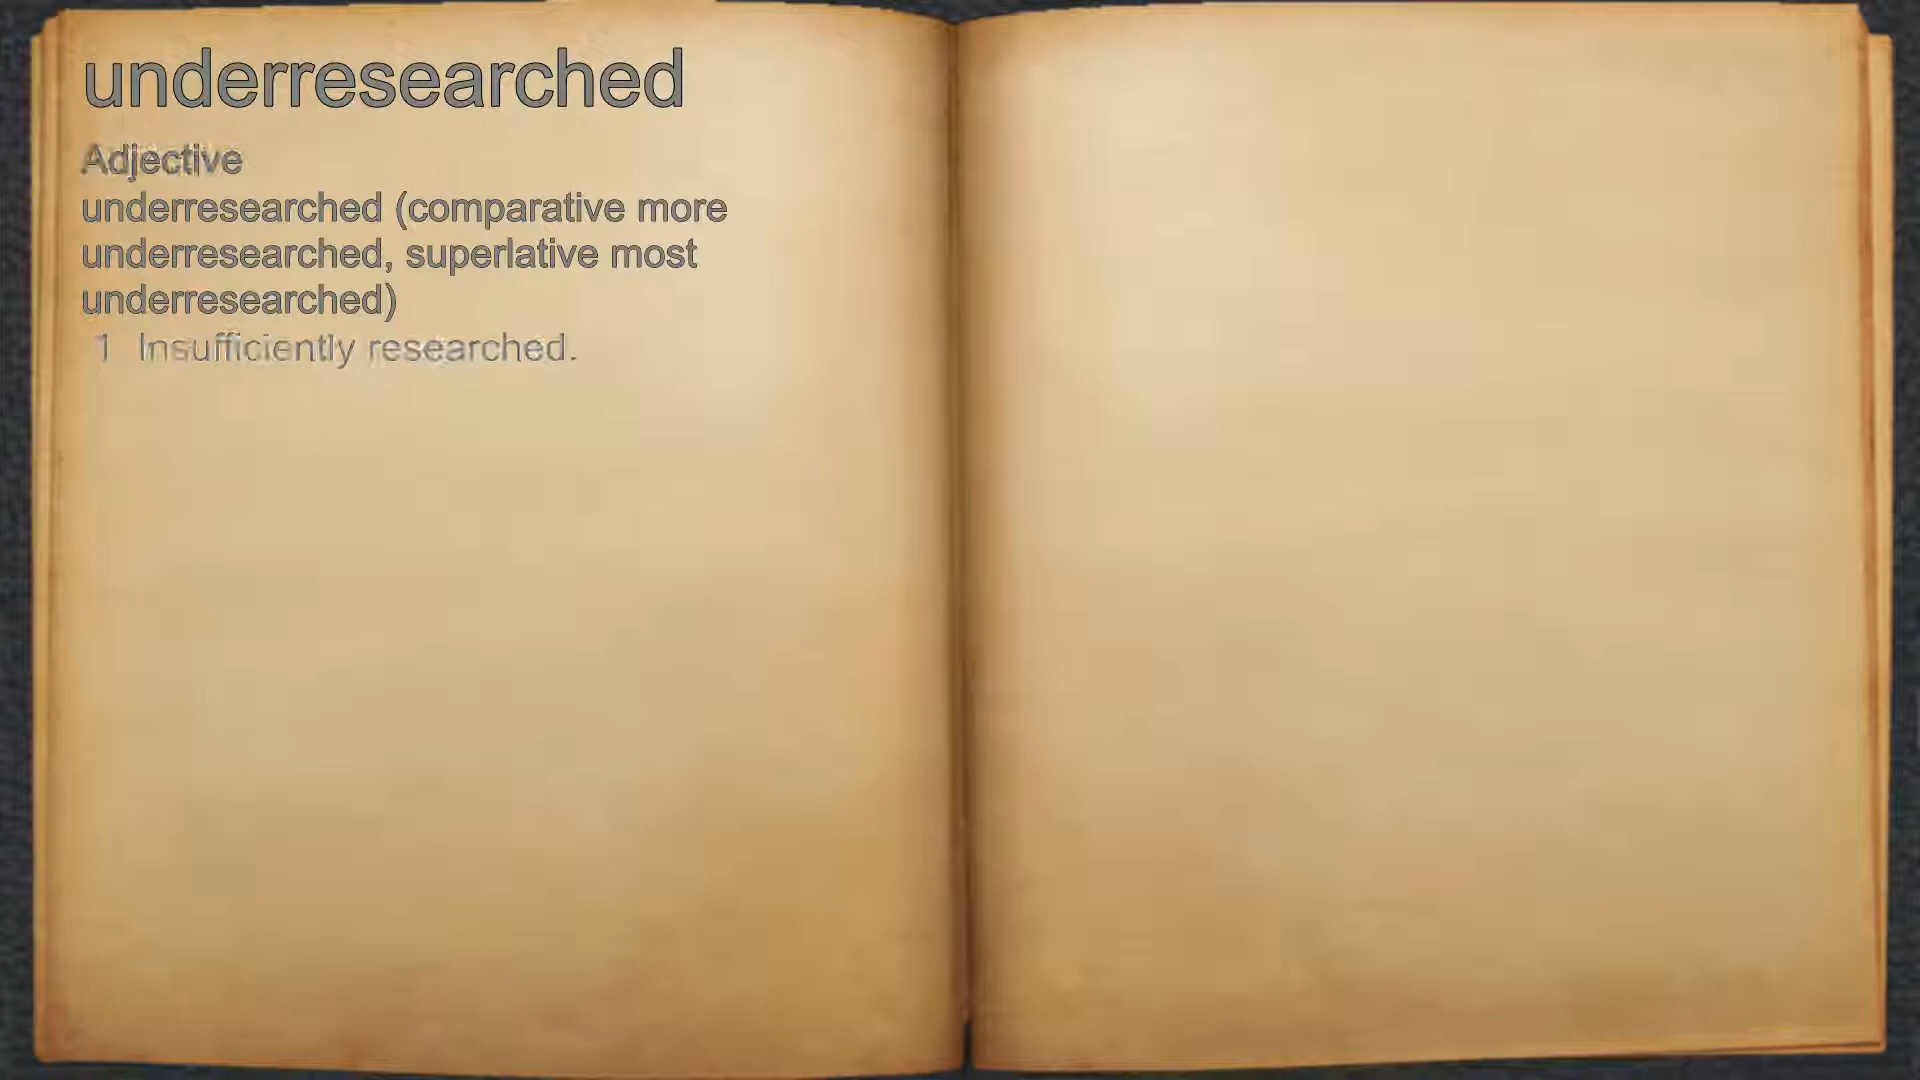 underresearched
Adjective
underresearched (comparative more
underresearched, superlative most
underresearched)
1 Insufficiently researched.